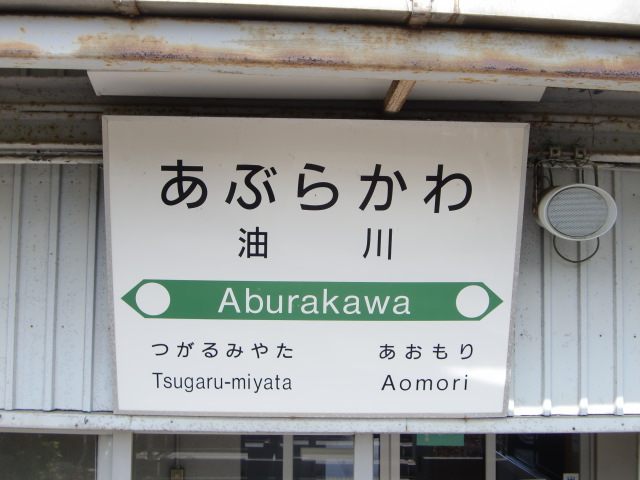 あぶらかわ
油川
Aburakawa
つがるみやた あおもり
Tsugaru-miyata Aomori